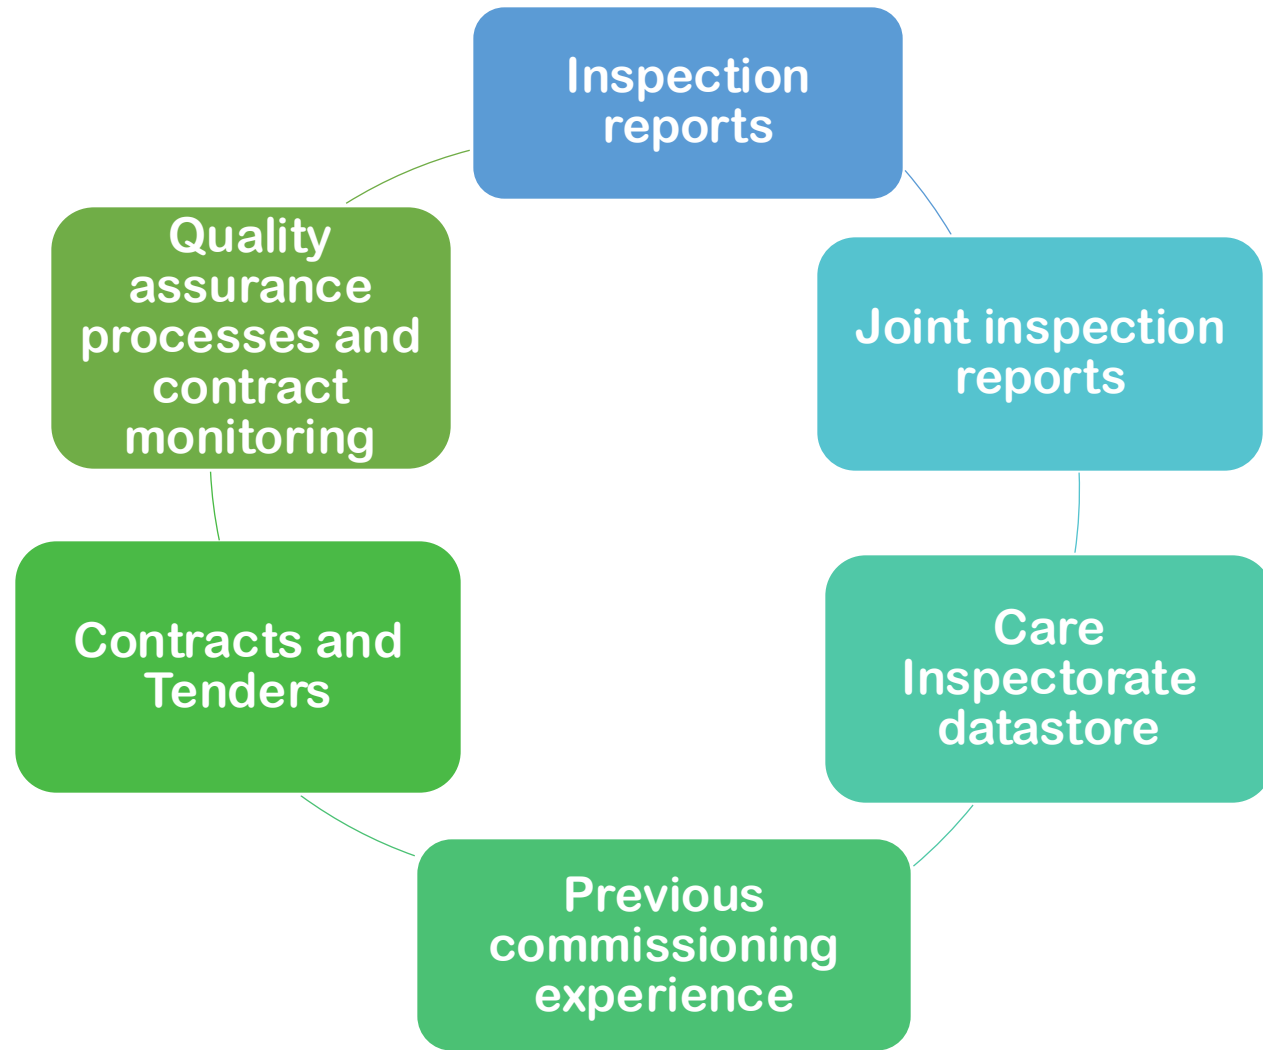 Inspection
reports
Joint inspection
reports
Care
Inspectorate
datastore
Previous
commissioning
experience
Contracts and
Tenders
Quality
assurance
processes and
contract
monitoring